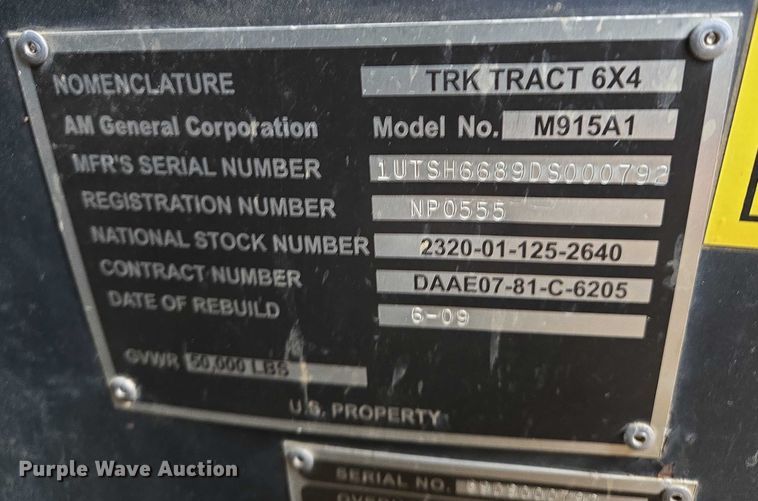 NOMENCLATURE TRK TRACT 6X4
AM General Corporation Model No. M915A1
MFR'S SERIAL NUMBER 1UTSH6689DS000792
REGISTRATION NUMBER NP0555
NATIONAL STOCK NUMBER 2320-01-125-2640
CONTRACT NUMBER DAAE07-81-C-6205
DATE OF REBUILD 6-09
GVWR 50,000 LBS
U.S. PROPERTY
Purple Wave Auction
SERIAL NO.